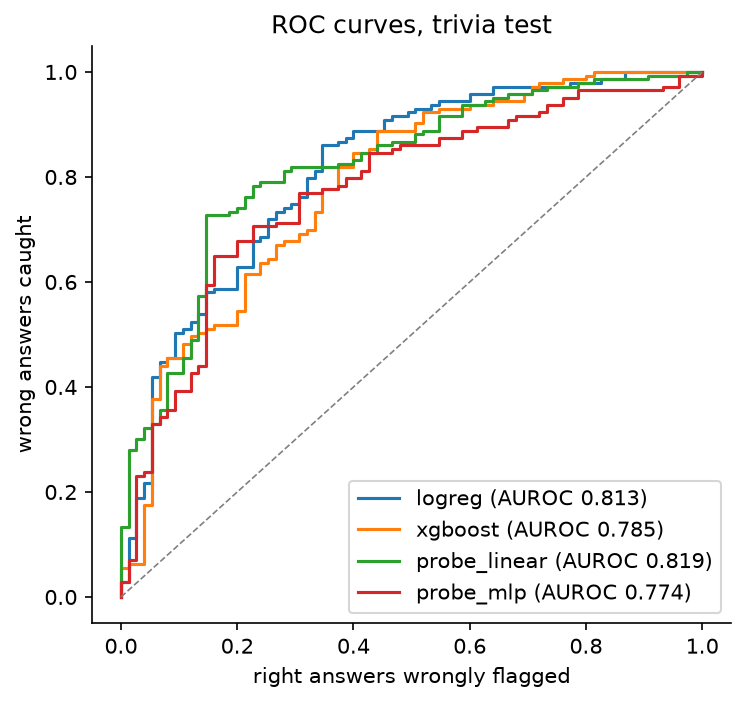 ROC curves, trivia test
wrong answers caught
1.0
0.8
0.6
0.4
0.2
0.0
logreg (AUROC 0.813)
xgboost (AUROC 0.785)
probe_linear (AUROC 0.819)
probe_mlp (AUROC 0.774)
0.0 0.2 0.4 0.6 0.8 1.0
right answers wrongly flagged